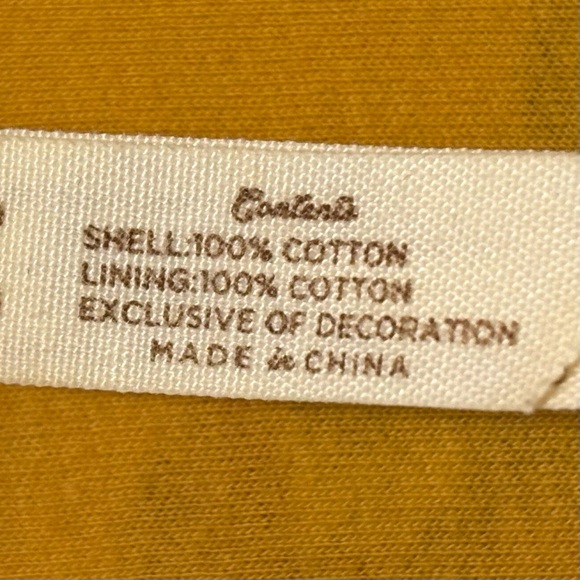 Contents
SHELL:100% COTTON
LINING:100% COTTON
EXCLUSIVE OF DECORATION
MADE in CHINA